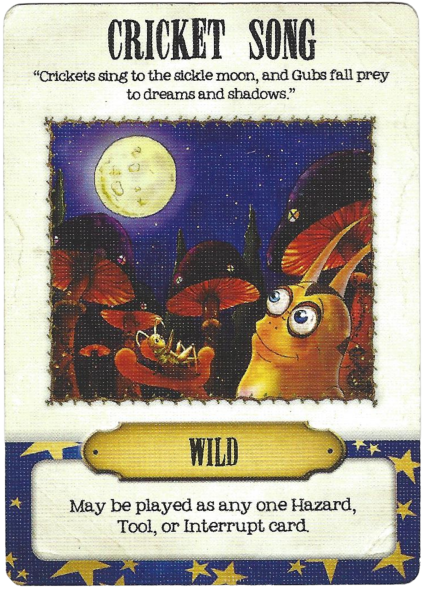 CRICKET SONG
“Crickets sing to the sickle moon, and Gubs fall prey
to dreams and shadows.”
WILD
May be played as any one Hazard,
Tool, or Interrupt card.